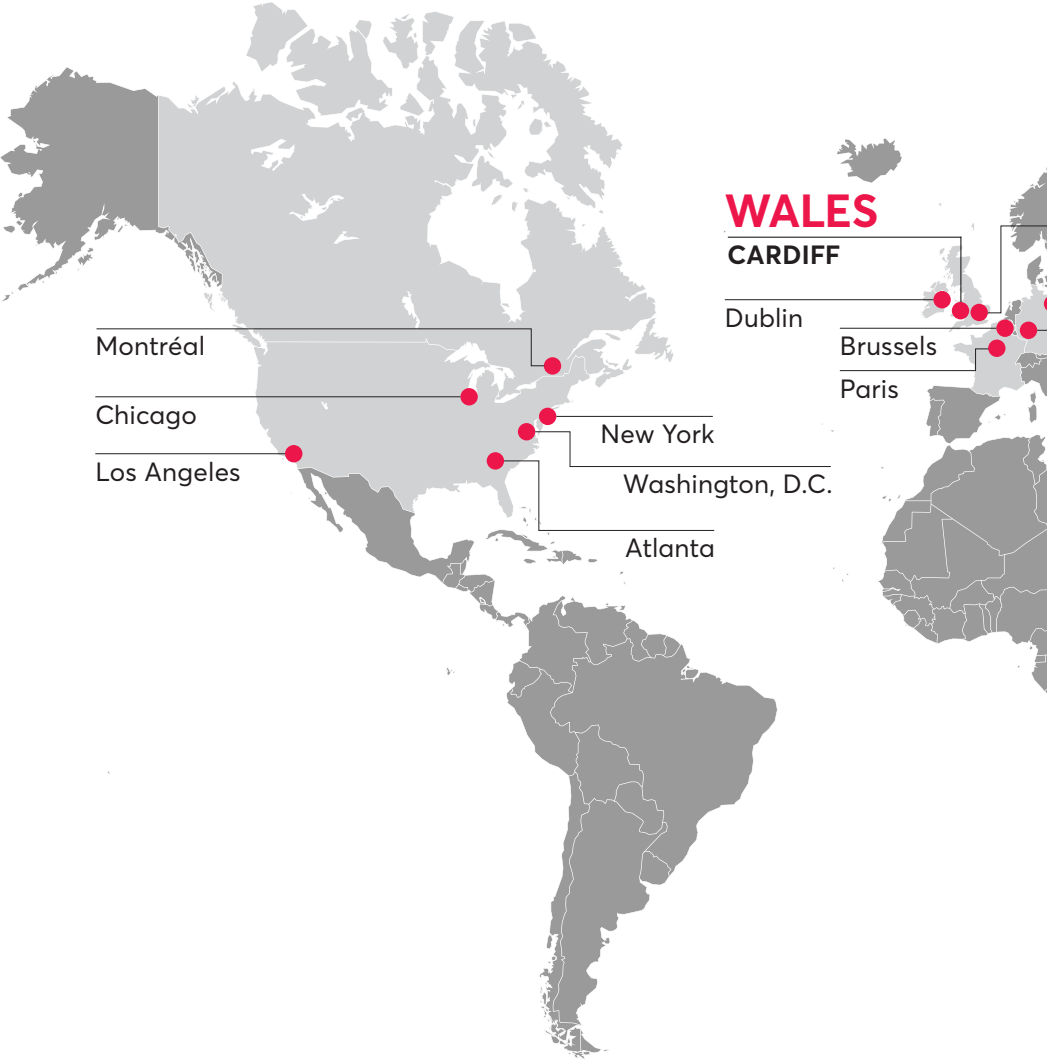 WALES
CARDIFF
Dublin
Brussels
Paris
Montréal
Chicago
Los Angeles
New York
Washington, D.C.
Atlanta